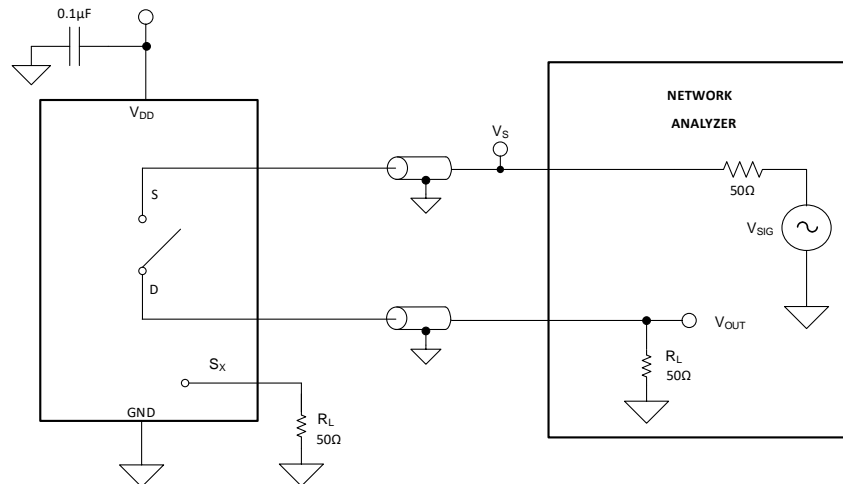 0.1µF
V_DD
NETWORK
ANALYZER
V_S
S
50Ω
V_SIG
D
V_OUT
S_X
R_L
50Ω
GND
R_L
50Ω